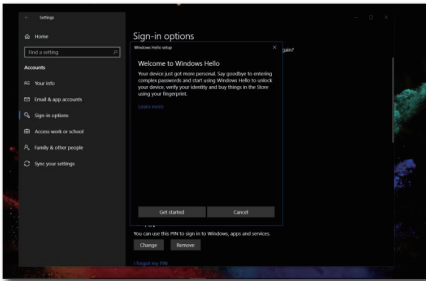 Settings
Home
Find a setting
Accounts
Your info
Email & app accounts
Sign-in options
Access work or school
Family & other people
Sync your settings
Sign-in options
Windows Hello setup
again?
Welcome to Windows Hello
Your device just got more personal. Say goodbye to entering
complex passwords and start using Windows Hello to unlock
your device, verify your identity and buy things in the Store
using your fingerprint.
Learn more
Get started
Cancel
You can use this PIN to sign in to Windows, apps and services.
Change
Remove
I forgot my PIN